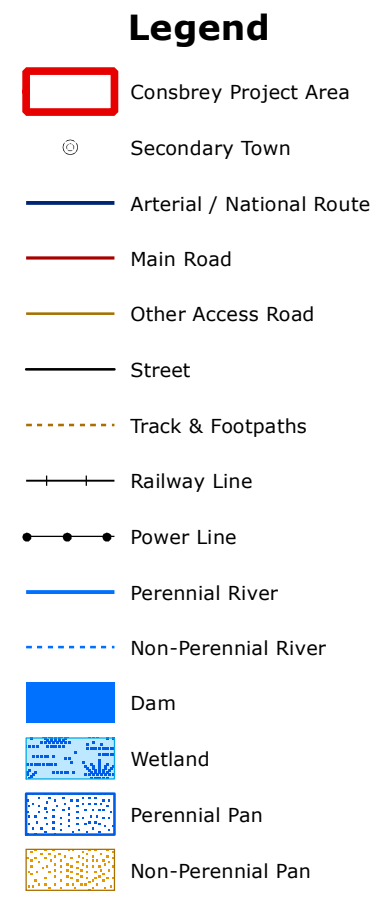 Legend
Consbrey Project Area
Secondary Town
Arterial / National Route
Main Road
Other Access Road
Street
Track & Footpaths
Railway Line
Power Line
Perennial River
Non-Perennial River
Dam
Wetland
Perennial Pan
Non-Perennial Pan